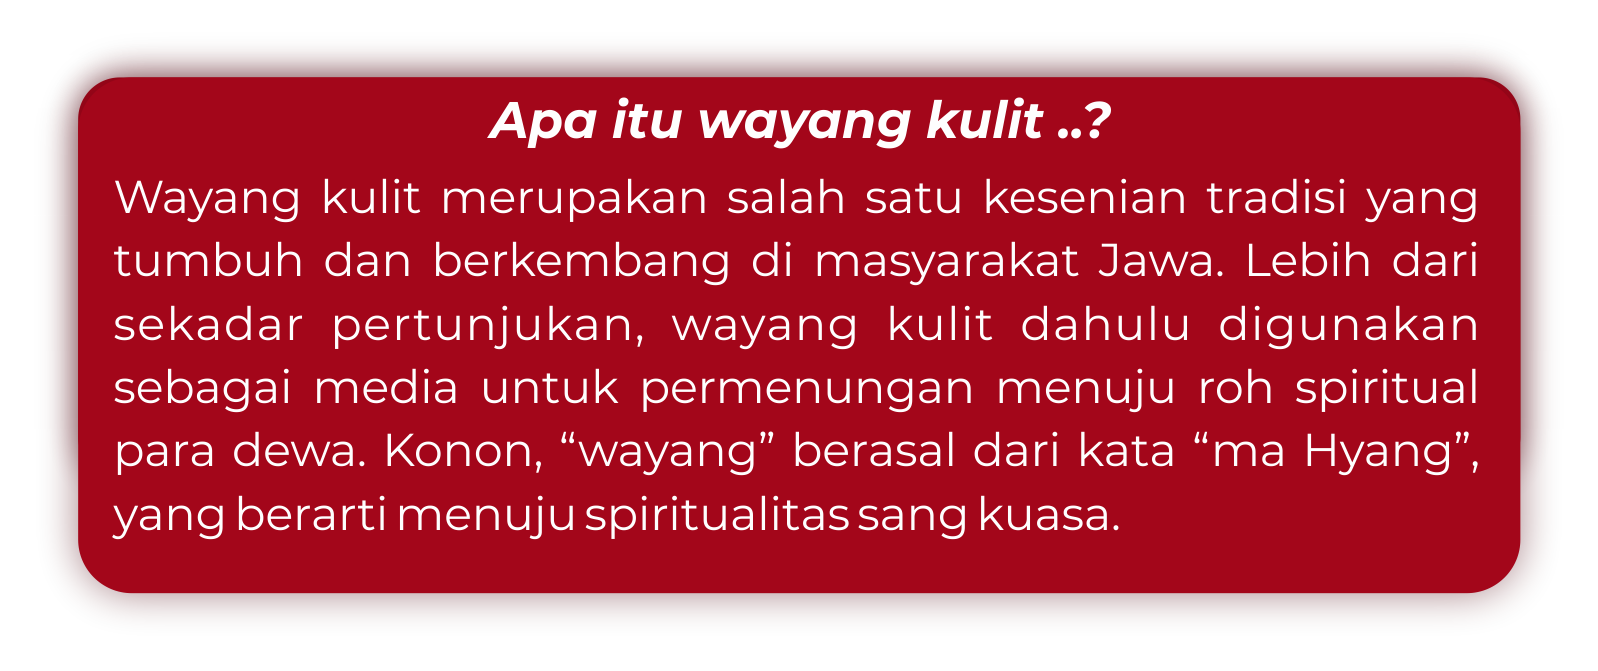 Apa itu wayang kulit ..?
Wayang kulit merupakan salah satu kesenian tradisi yang
tumbuh dan berkembang di masyarakat Jawa. Lebih dari
sekadar pertunjukan, wayang kulit dahulu digunakan
sebagai media untuk permenungan menuju roh spiritual
para dewa. Konon, “wayang” berasal dari kata “ma Hyang”,
yang berarti menuju spiritualitas sang kuasa.